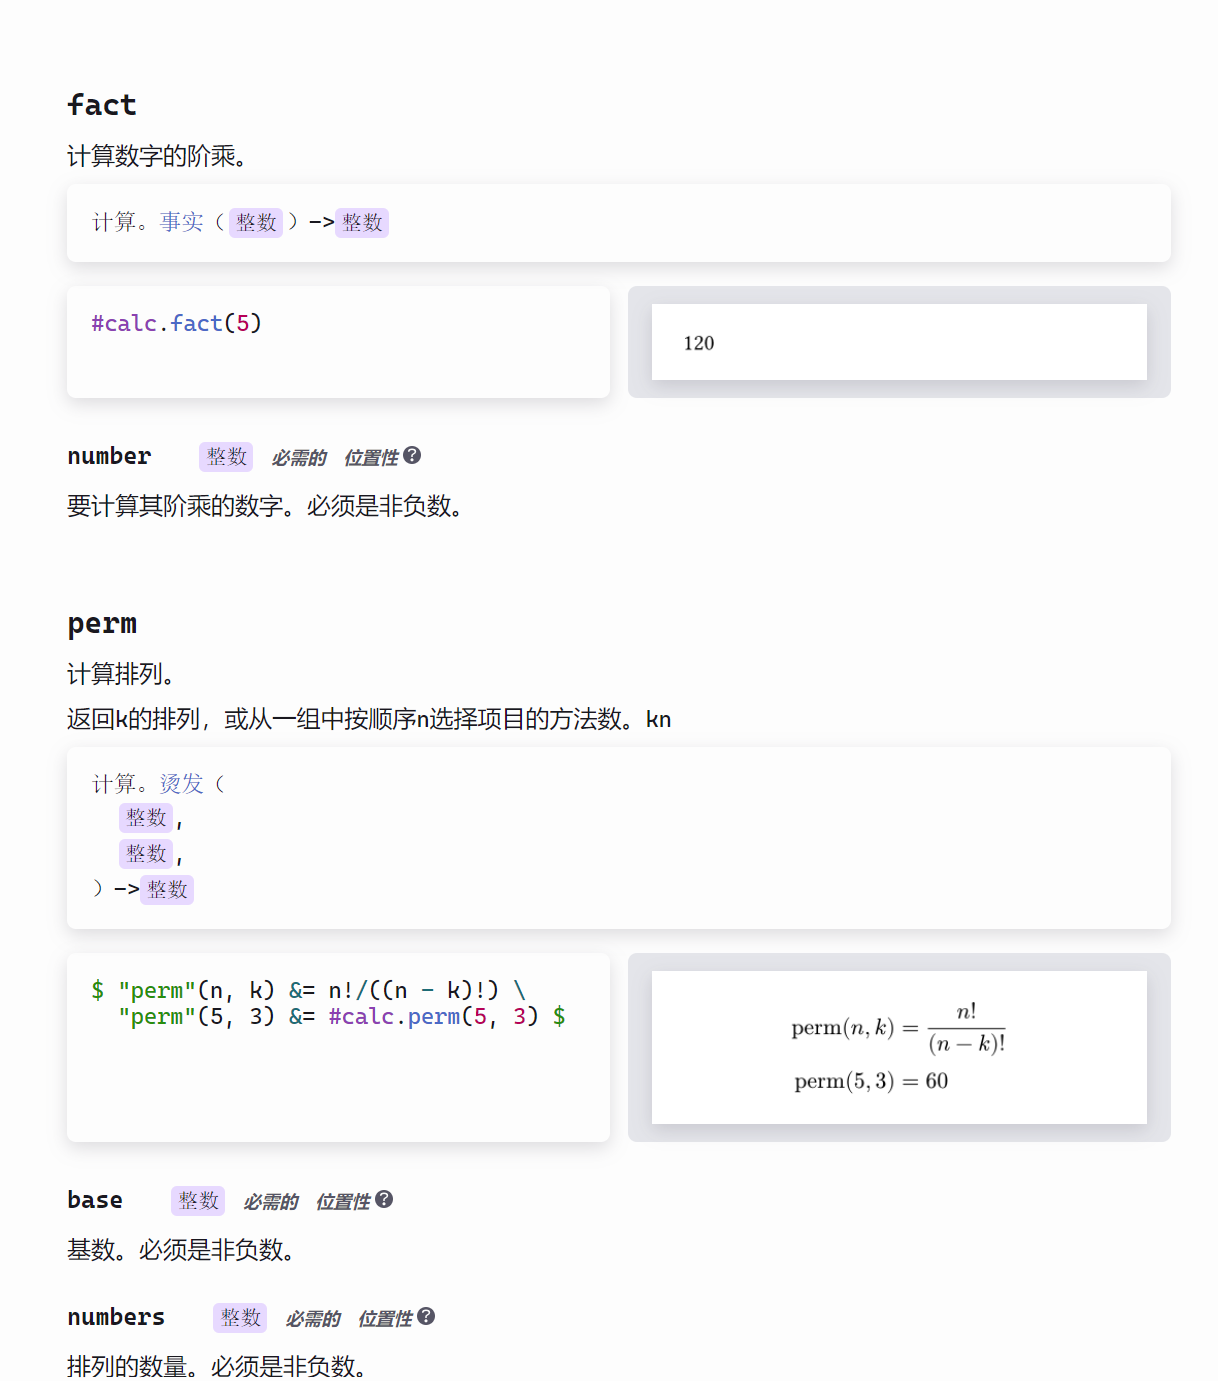 fact
计算数字的阶乘。
计算。事实（整数）->整数
#calc.fact(5)
120
number 整数 必需的 位置性 ?
要计算其阶乘的数字。必须是非负数。
perm
计算排列。
返回k的排列，或从一组中按顺序n选择项目的方法数。kn
计算。烫发（
整数,
整数,
）->整数
$ "perm"(n, k) &= n!/((n - k)!) \
"perm"(5, 3) &= #calc.perm(5, 3) $
perm(n, k) = n!/(n − k)!
perm(5, 3) = 60
base 整数 必需的 位置性 ?
基数。必须是非负数。
numbers 整数 必需的 位置性 ?
排列的数量。必须是非负数。